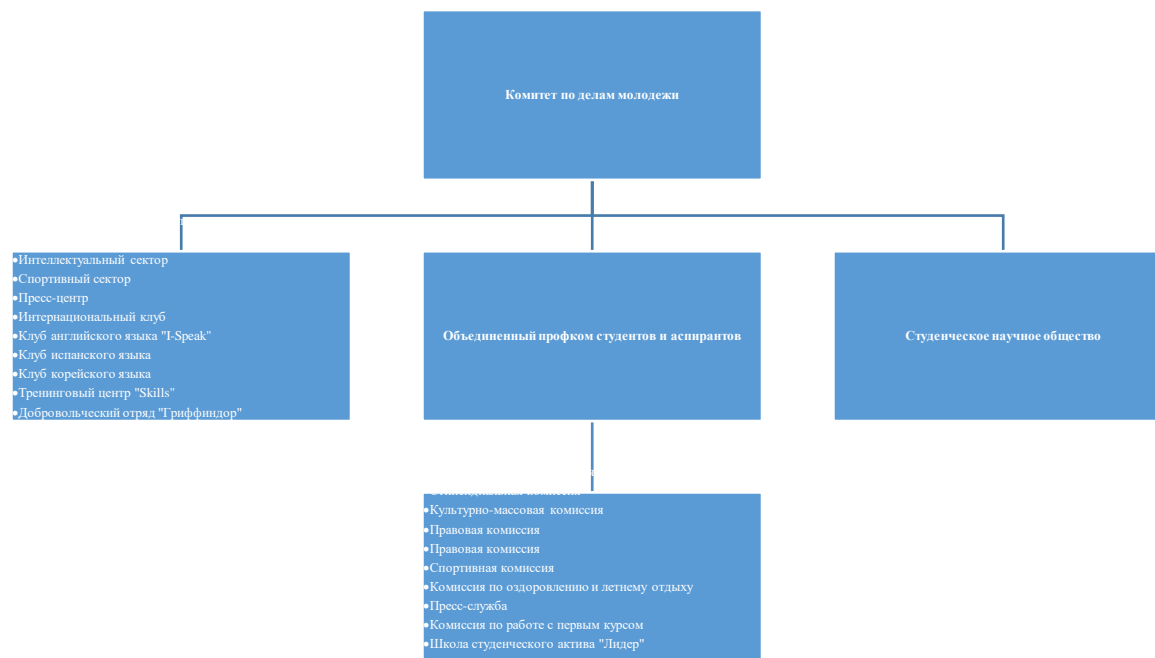 Комитет по делам молодежи
•Интеллектуальный сектор
•Спортивный сектор
•Пресс-центр
•Интернациональный клуб
•Клуб английского языка "I-Speak"
•Клуб испанского языка
•Клуб корейского языка
•Тренинговый центр "Skills"
•Добровольческий отряд "Гриффиндор"
Объединенный профком студентов и аспирантов
Студенческое научное общество
•Культурно-массовая комиссия
•Правовая комиссия
•Правовая комиссия
•Спортивная комиссия
•Комиссия по оздоровлению и летнему отдыху
•Пресс-служба
•Комиссия по работе с первым курсом
•Школа студенческого актива "Лидер"